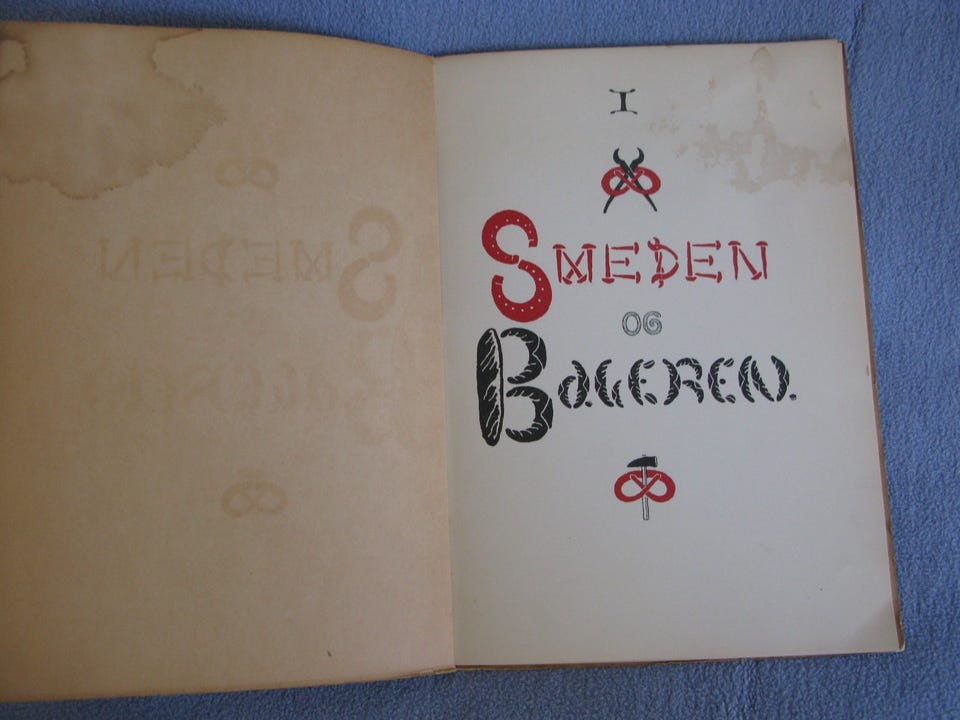 I
SMEDEN
OG
BAGEREN.